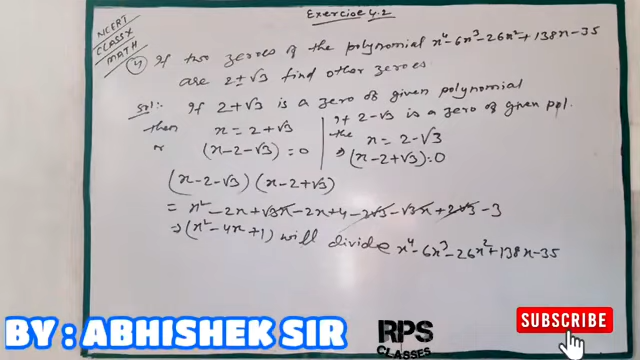 Exercise 4.2
NCERT
CLASS X
MATH
(4) If two zeroes of the polynomial x⁴-6x³-26x²+138x-35
are 2±√3 find other zeroes
Sol:- If 2+√3 is a zero of given polynomial
then x = 2+√3
or (x-2-√3)=0
If 2-√3 is a zero of given pol.
the x = 2-√3
⇒(x-2+√3)=0
(x-2-√3)(x-2+√3)
= x²-2x+√3x-2x+4-2√3-√3x+2√3-3
⇒(x²-4x+1) will divide x⁴-6x³-26x²+138x-35
BY : ABHISHEK SIR
RPS
CLASSES
SUBSCRIBE